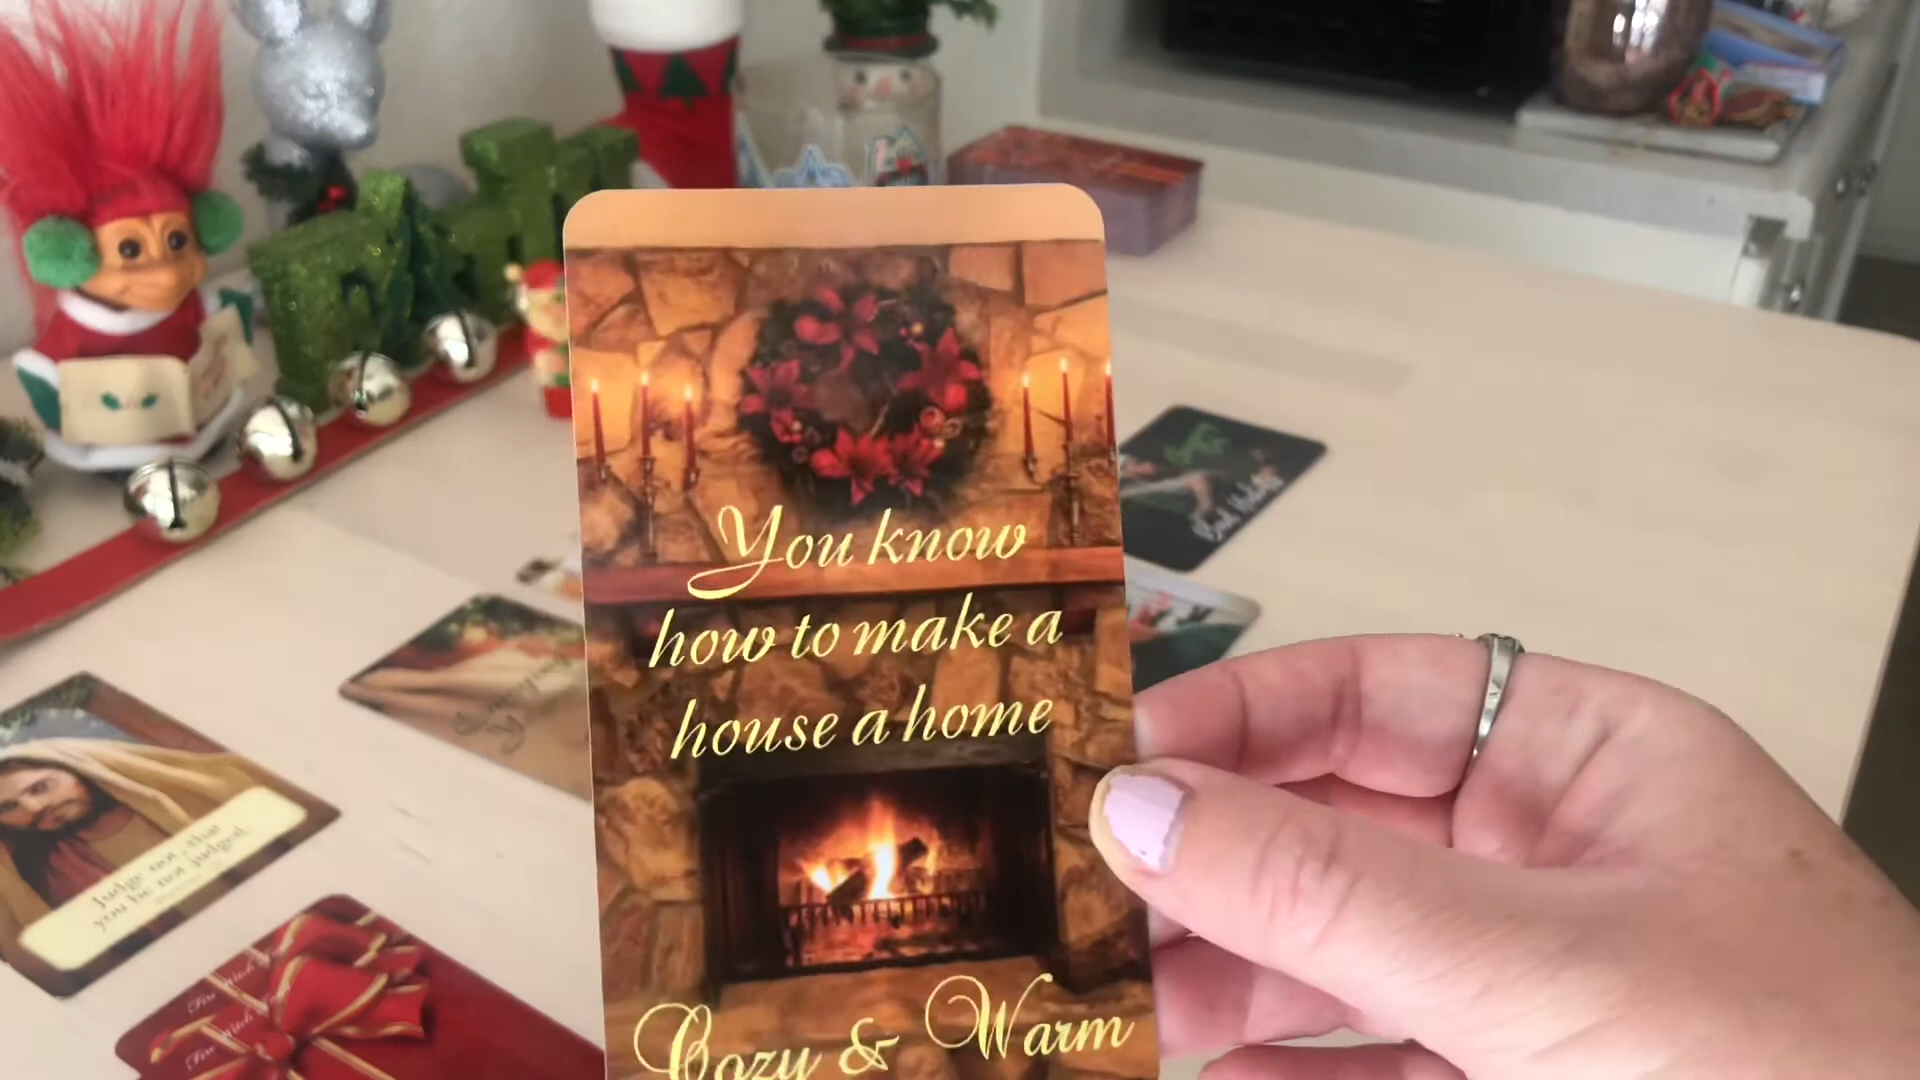 You know
how to make a
house a home
Cozy & Warm
Judge not, that
you be not judged.